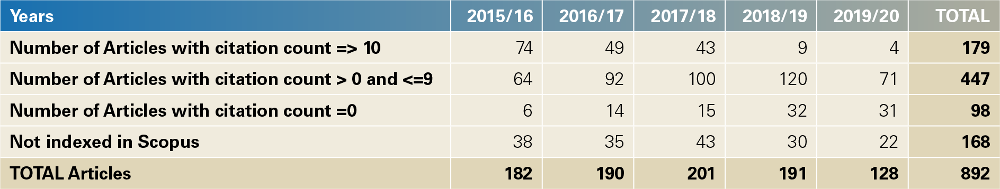 Years 2015/16 2016/17 2017/18 2018/19 2019/20 TOTAL
Number of Articles with citation count => 10 74 49 43 9 4 179
Number of Articles with citation count > 0 and <=9 64 92 100 120 71 447
Number of Articles with citation count =0 6 14 15 32 31 98
Not indexed in Scopus 38 35 43 30 22 168
TOTAL Articles 182 190 201 191 128 892